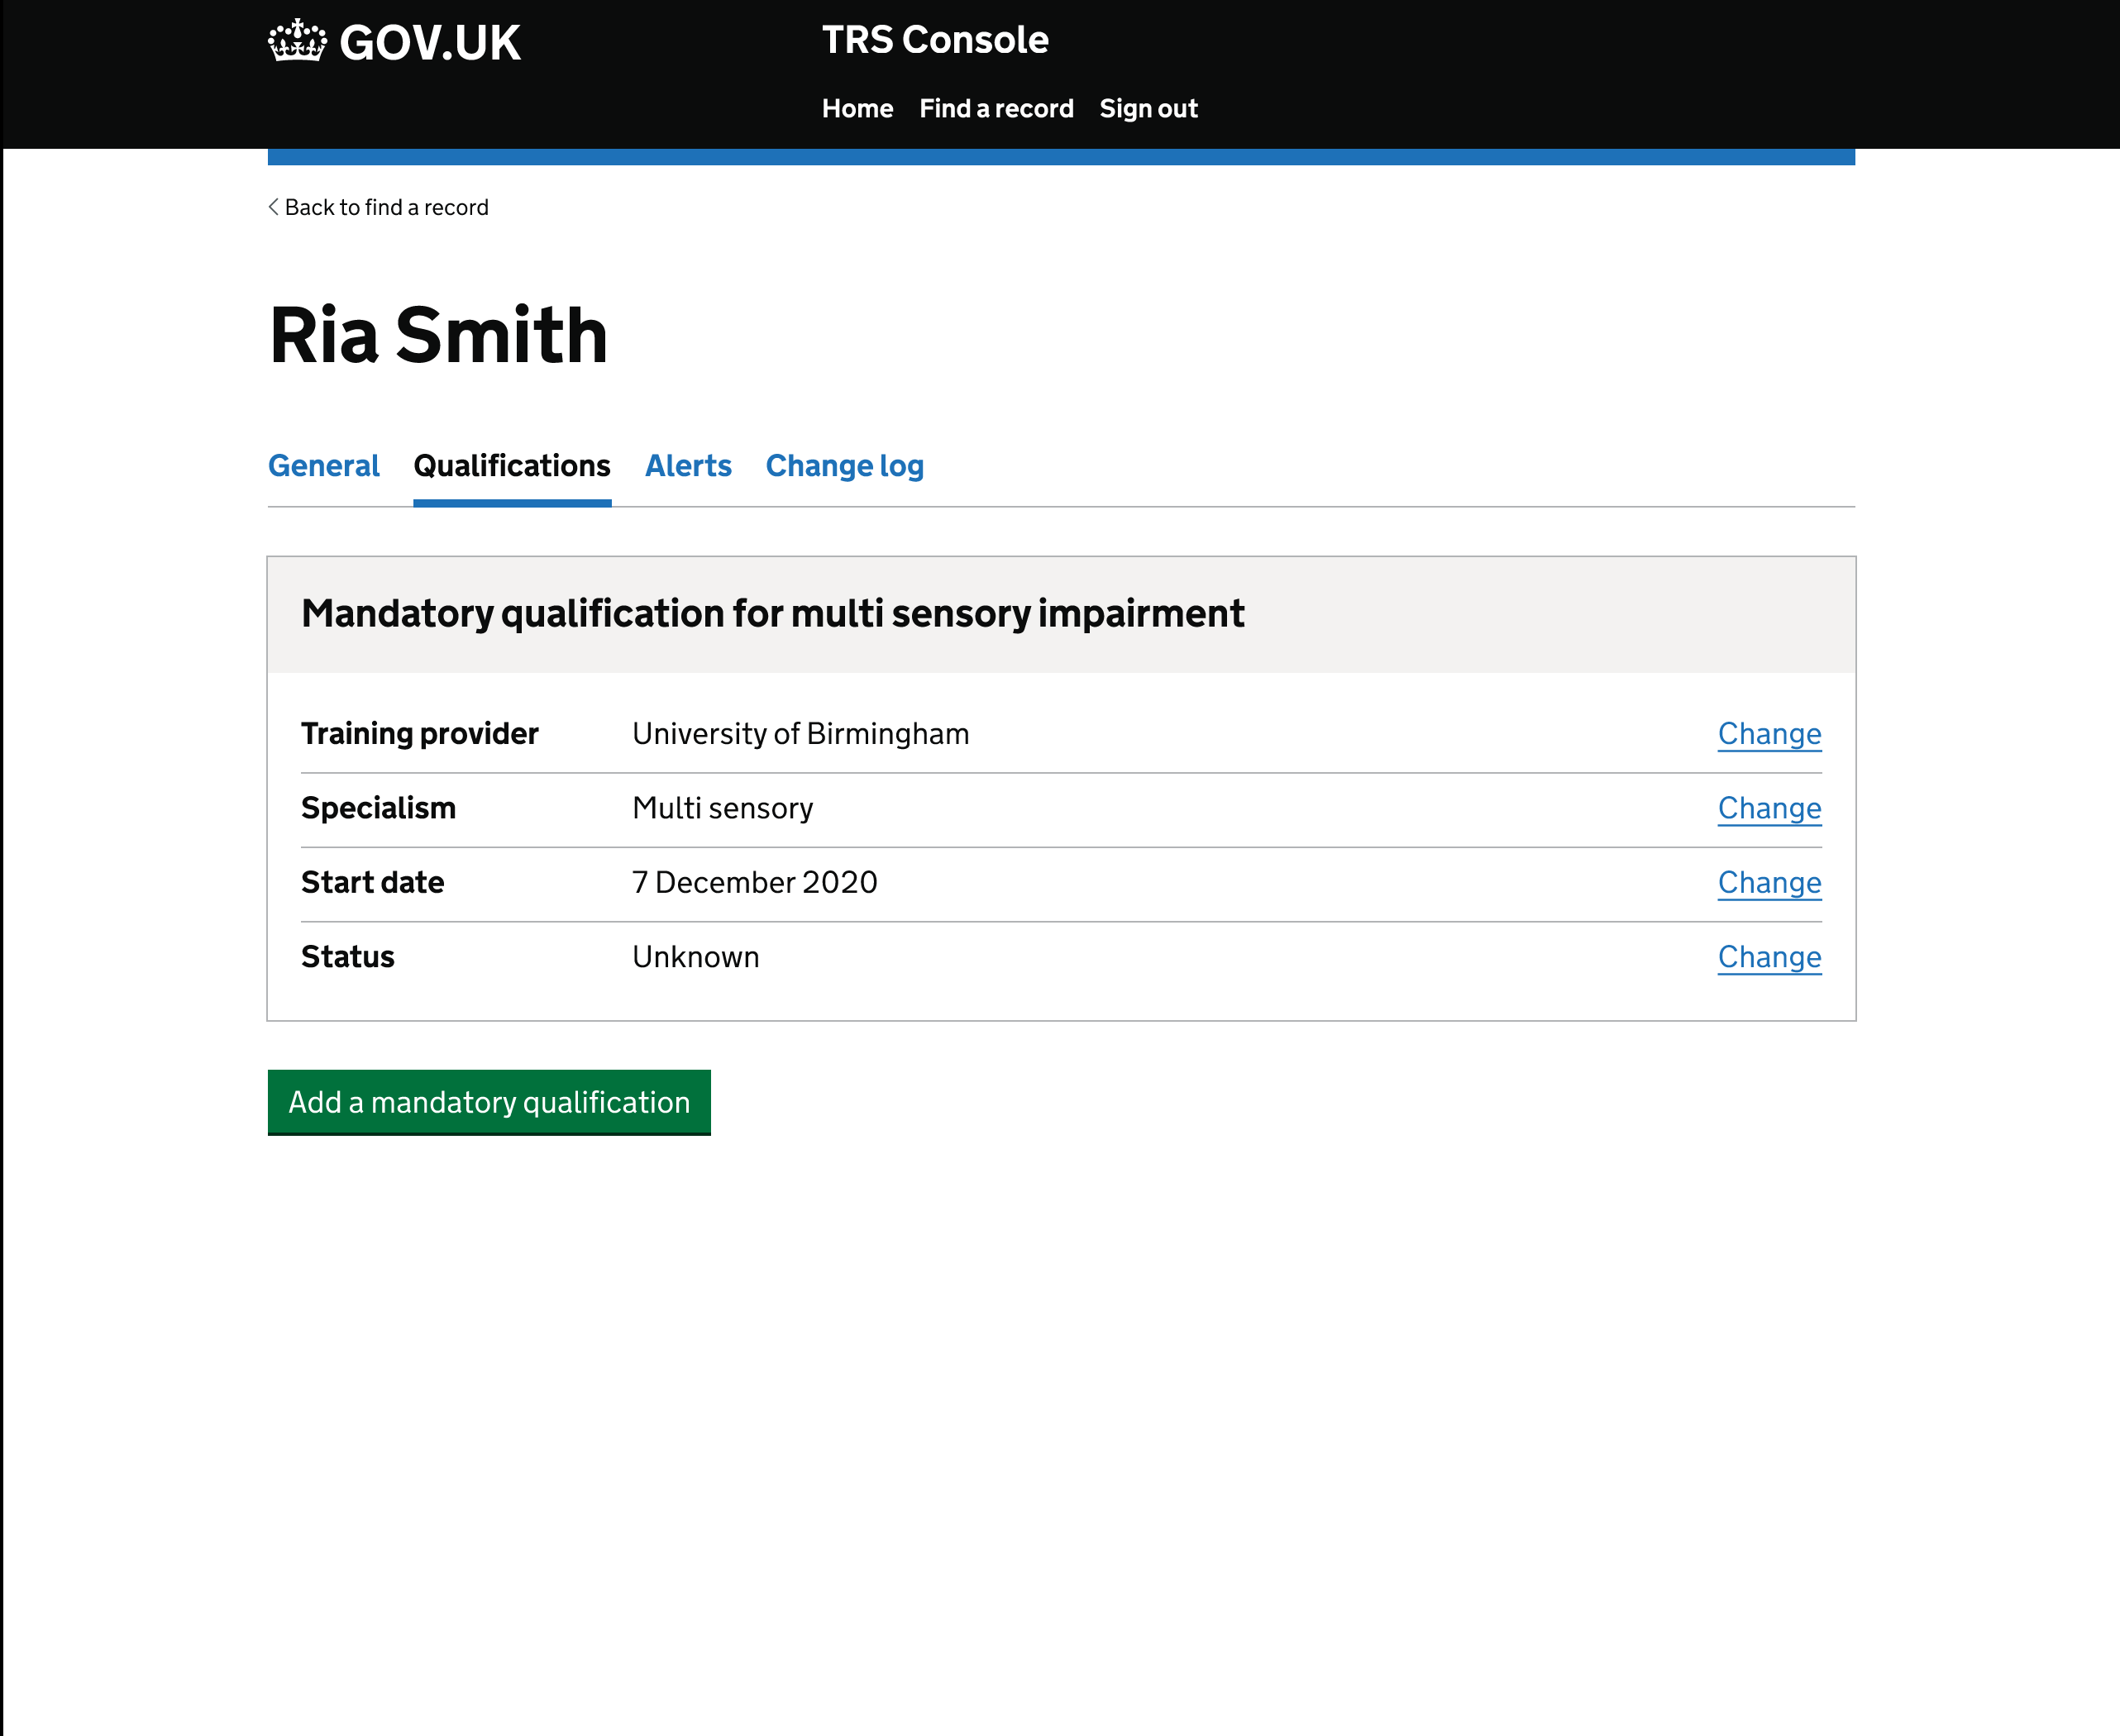 GOV.UK
TRS Console
Home Find a record Sign out
Back to find a record
Ria Smith
General Qualifications Alerts Change log
Mandatory qualification for multi sensory impairment
Training provider University of Birmingham Change
Specialism Multi sensory Change
Start date 7 December 2020 Change
Status Unknown Change
Add a mandatory qualification